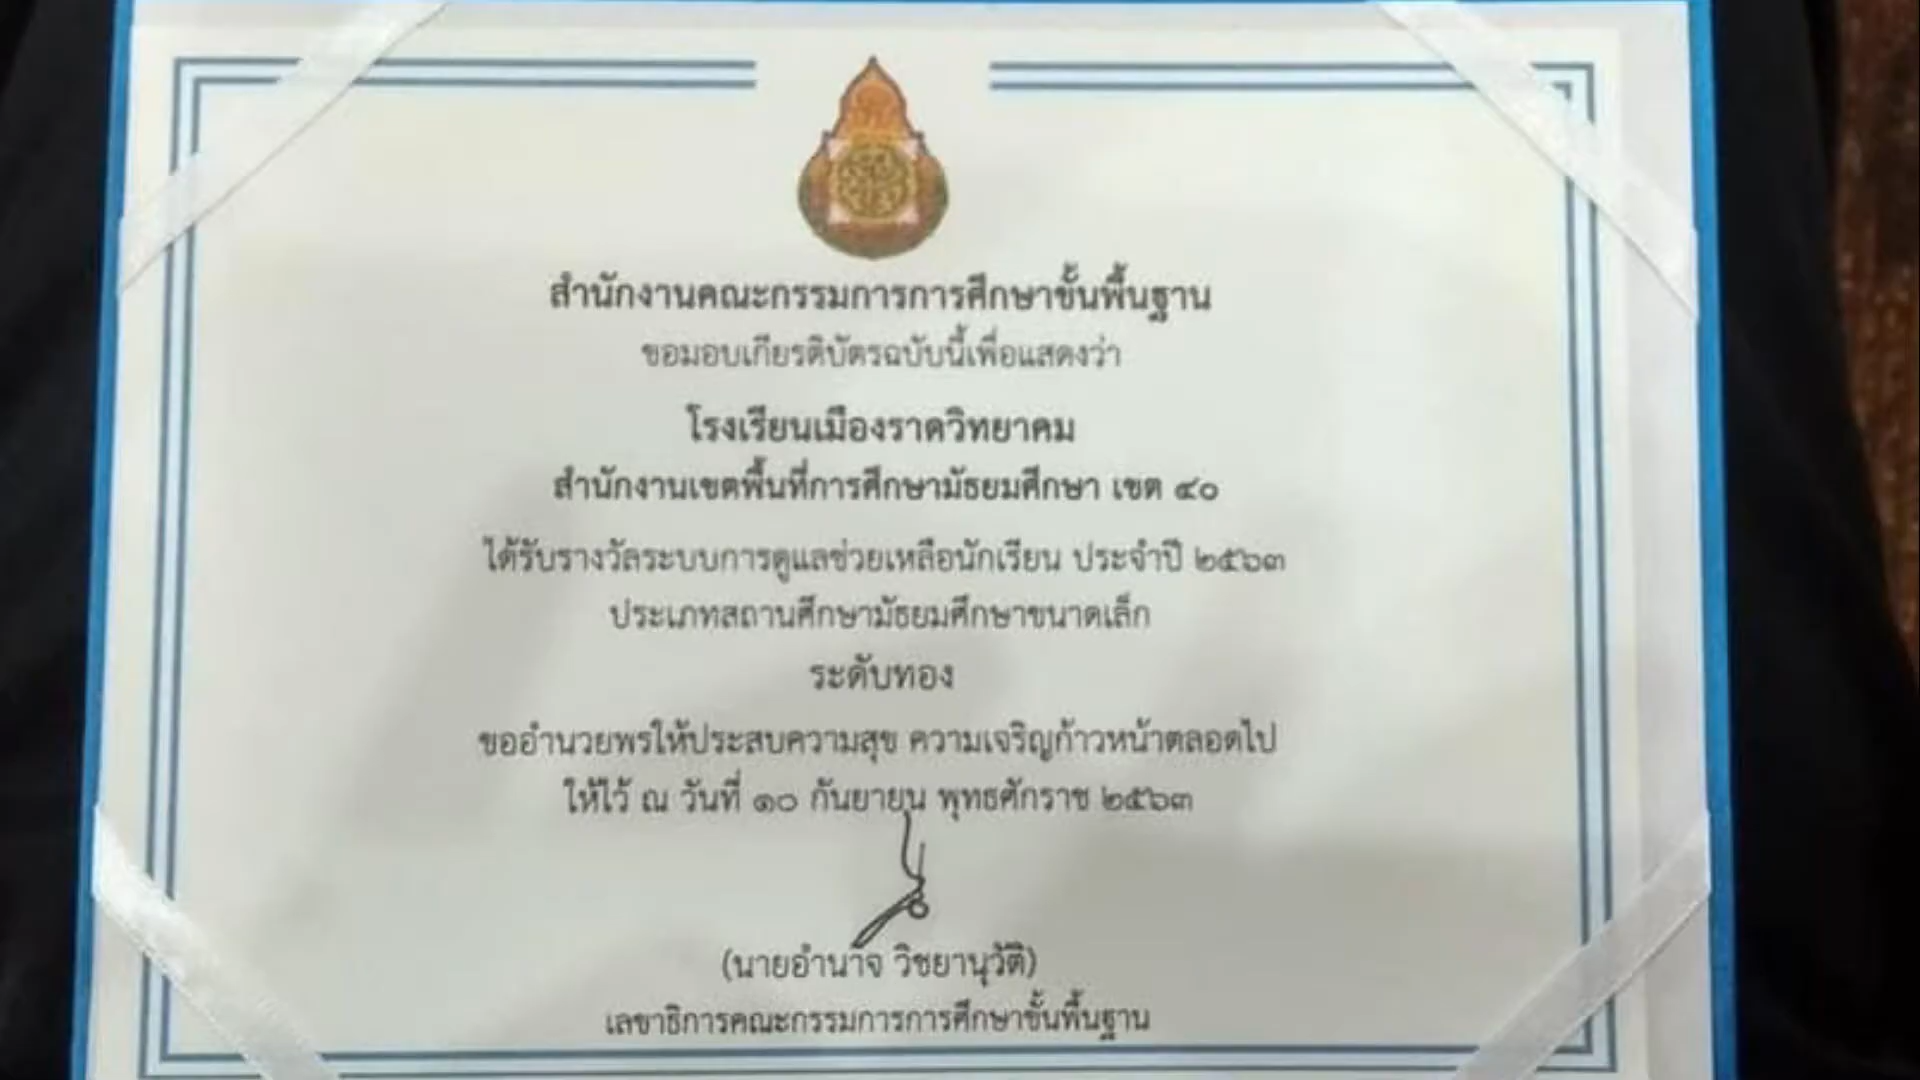 สำนักงานคณะกรรมการการศึกษาขั้นพื้นฐาน
ขอมอบเกียรติบัตรฉบับนี้เพื่อแสดงว่า
โรงเรียนเมืองราดวิทยาคม
สำนักงานเขตพื้นที่การศึกษามัธยมศึกษา เขต ๔๐
ได้รับรางวัลระบบการดูแลช่วยเหลือนักเรียน ประจำปี ๒๕๖๓
ประเภทสถานศึกษามัธยมศึกษาขนาดเล็ก
ระดับทอง
ขออำนวยพรให้ประสบความสุข ความเจริญก้าวหน้าตลอดไป
ให้ไว้ ณ วันที่ ๑๐ กันยายน พุทธศักราช ๒๕๖๓
(นายอำนาจ วิชยานุวัติ)
เลขาธิการคณะกรรมการการศึกษาขั้นพื้นฐาน